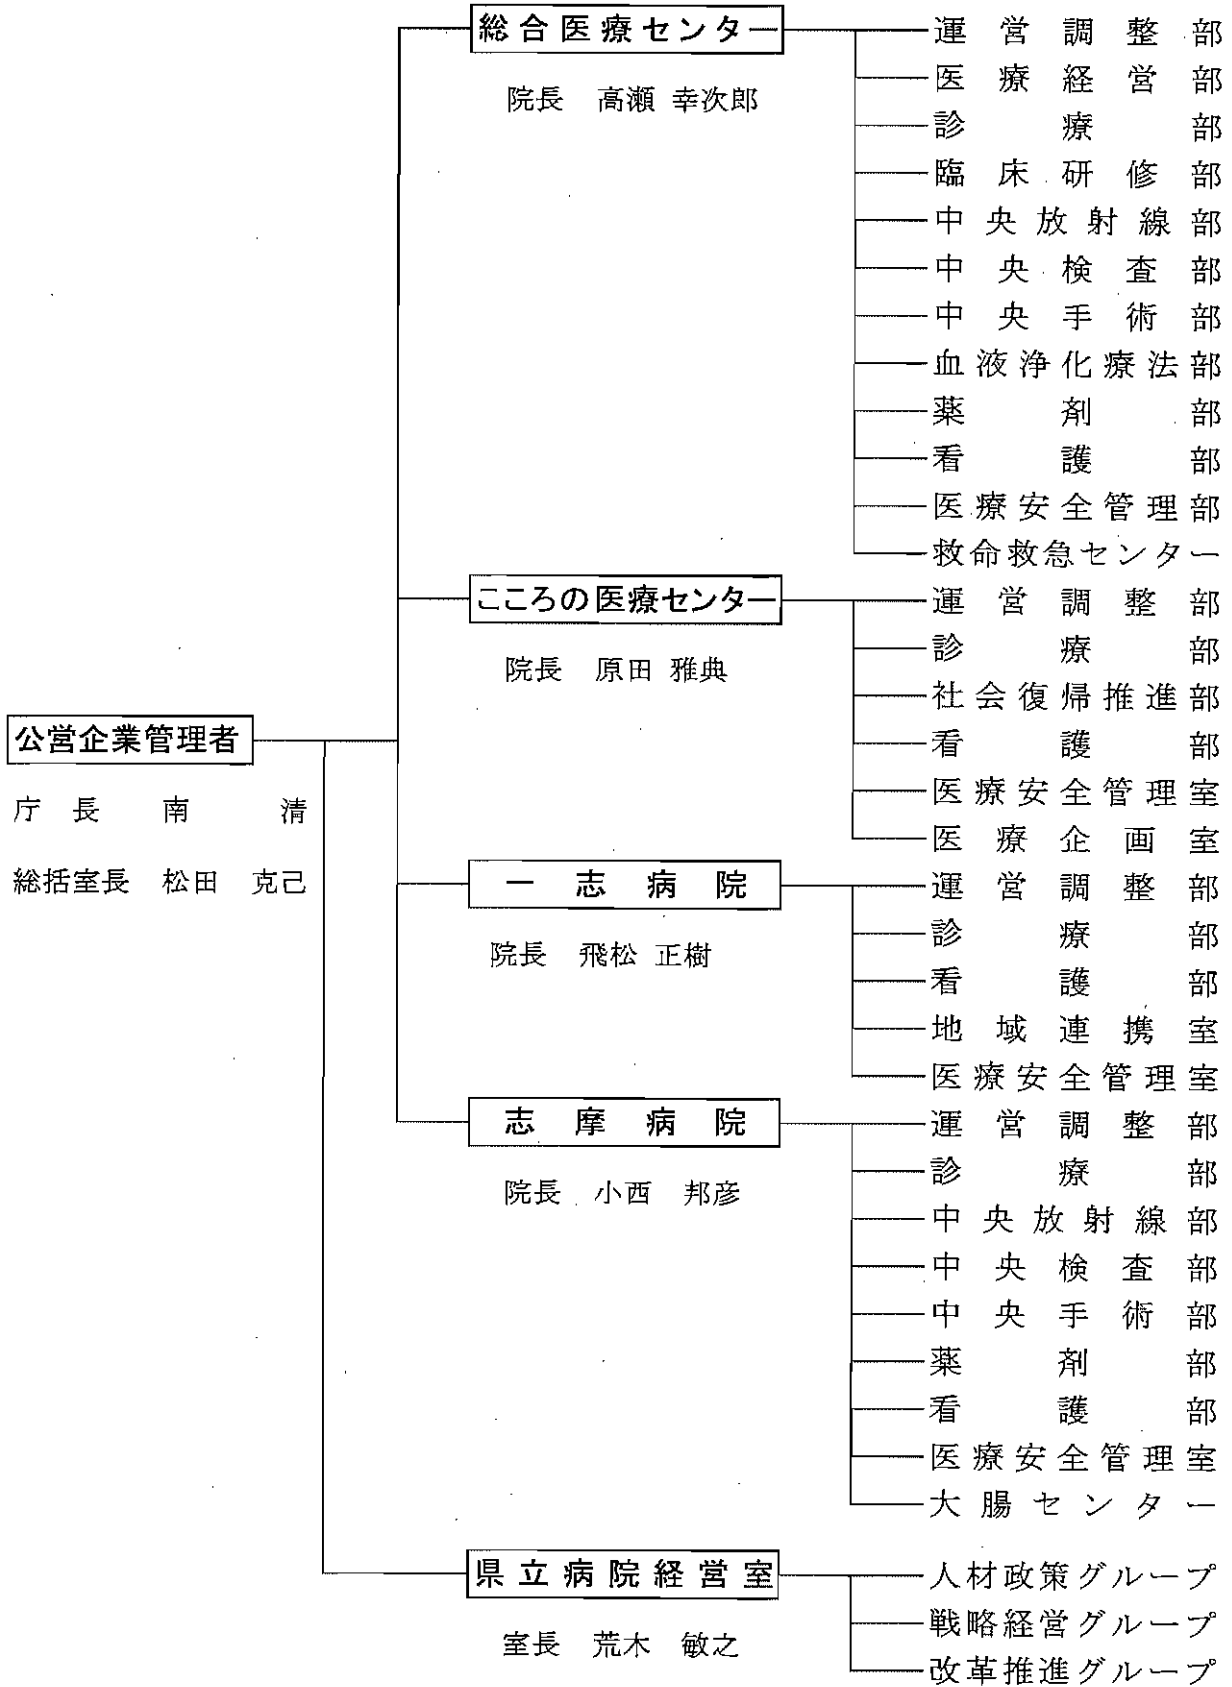 公営企業管理者
庁長 南 清
総括室長 松田 克己
総合医療センター
院長 高瀬 幸次郎
運営調整部
医療経営部
診療部
臨床研修部
中央放射線部
中央検査部
中央手術部
血液浄化療法部
薬剤部
看護部
医療安全管理部
救命救急センター
こころの医療センター
院長 原田 雅典
運営調整部
診療部
社会復帰推進部
看護部
医療安全管理室
医療企画室
一志病院
院長 飛松 正樹
運営調整部
診療部
看護部
地域連携室
医療安全管理室
志摩病院
院長 小西 邦彦
運営調整部
診療部
中央放射線部
中央検査部
中央手術部
薬剤部
看護部
医療安全管理室
大腸センター
県立病院経営室
室長 荒木 敏之
人材政策グループ
戦略経営グループ
改革推進グループ